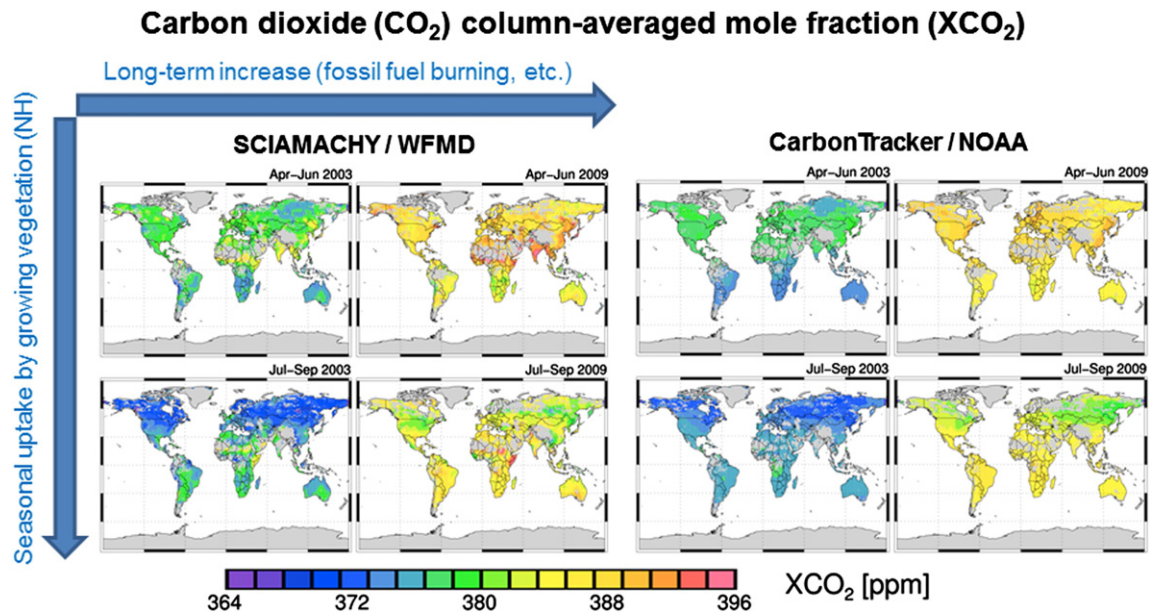 Carbon dioxide (CO₂) column-averaged mole fraction (XCO₂)
Long-term increase (fossil fuel burning, etc.)
Seasonal uptake by growing vegetation (NH)
SCIAMACHY / WFMD
CarbonTracker / NOAA
Apr–Jun 2003
Apr–Jun 2009
Apr–Jun 2003
Apr–Jun 2009
Jul–Sep 2003
Jul–Sep 2009
Jul–Sep 2003
Jul–Sep 2009
364 372 380 388 396
XCO₂ [ppm]